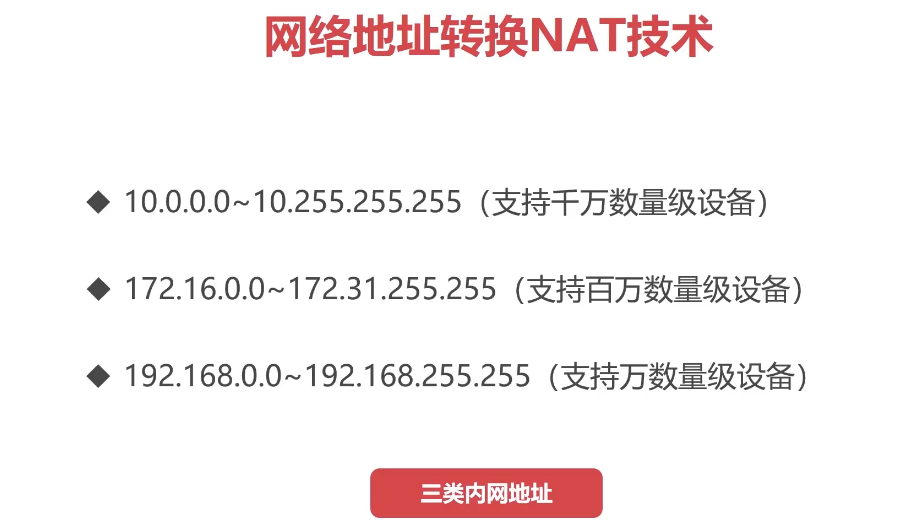 网络地址转换NAT技术
◆ 10.0.0.0~10.255.255.255（支持千万数量级设备）
◆ 172.16.0.0~172.31.255.255（支持百万数量级设备）
◆ 192.168.0.0~192.168.255.255（支持万数量级设备）
三类内网地址